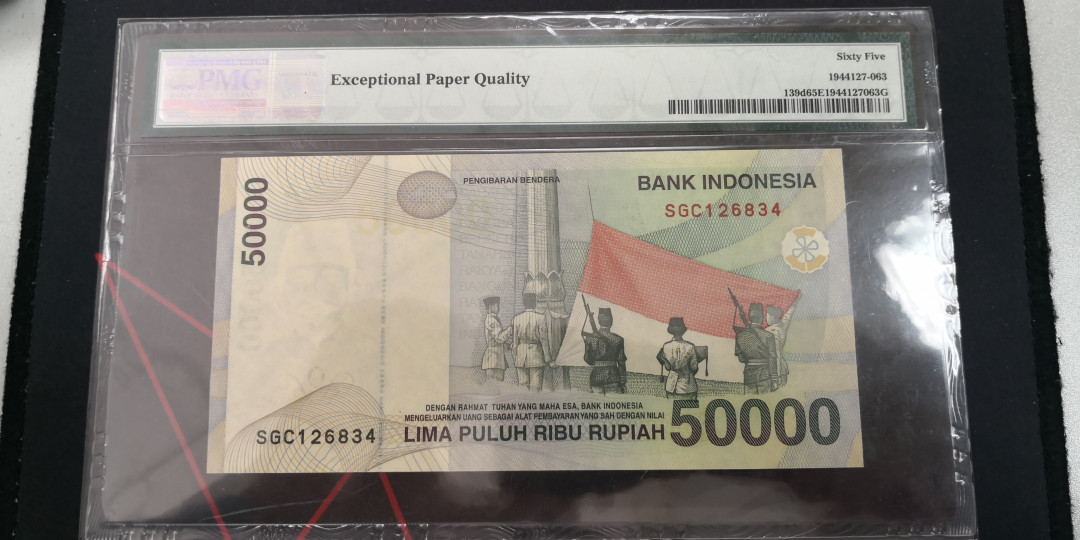 PMG
Exceptional Paper Quality
Sixty Five
1944127-063
139d65E1944127063G
50000
PENGIBARAN BENDERA
BANK INDONESIA
SGC126834
DENGAN RAHMAT TUHAN YANG MAHA ESA, BANK INDONESIA
MENGELUARKAN UANG SEBAGAI ALAT PEMBAYARAN YANG SAH DENGAN NILAI
SGC126834
LIMA PULUH RIBU RUPIAH 50000